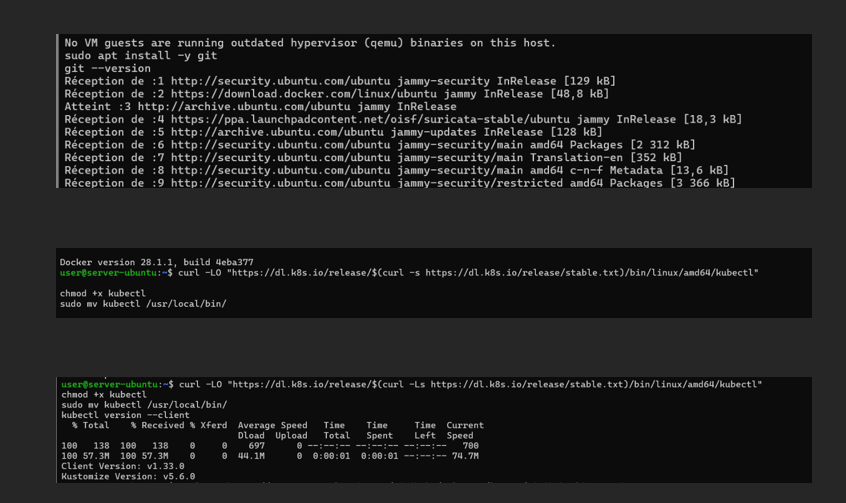 No VM guests are running outdated hypervisor (qemu) binaries on this host.
sudo apt install -y git
git --version
Réception de :1 http://security.ubuntu.com/ubuntu jammy-security InRelease [129 kB]
Réception de :2 https://download.docker.com/linux/ubuntu jammy InRelease [48,8 kB]
Atteint :3 http://archive.ubuntu.com/ubuntu jammy InRelease
Réception de :4 https://ppa.launchpadcontent.net/oisf/suricata-stable/ubuntu jammy InRelease [18,3 kB]
Réception de :5 http://archive.ubuntu.com/ubuntu jammy-updates InRelease [128 kB]
Réception de :6 http://security.ubuntu.com/ubuntu jammy-security/main amd64 Packages [2 312 kB]
Réception de :7 http://security.ubuntu.com/ubuntu jammy-security/main Translation-en [352 kB]
Réception de :8 http://security.ubuntu.com/ubuntu jammy-security/main amd64 c-n-f Metadata [13,6 kB]
Réception de :9 http://security.ubuntu.com/ubuntu jammy-security/restricted amd64 Packages [3 366 kB]
Docker version 28.1.1, build 4eba377
user@server-ubuntu:~$ curl -LO "https://dl.k8s.io/release/$(curl -s https://dl.k8s.io/release/stable.txt)/bin/linux/amd64/kubectl"
chmod +x kubectl
sudo mv kubectl /usr/local/bin/
user@server-ubuntu:~$ curl -LO "https://dl.k8s.io/release/$(curl -Ls https://dl.k8s.io/release/stable.txt)/bin/linux/amd64/kubectl"
chmod +x kubectl
sudo mv kubectl /usr/local/bin/
kubectl version --client
% Total % Received % Xferd Average Speed Time Time Time Current
Dload Upload Total Spent Left Speed
100 138 100 138 0 0 697 0 --:--:-- --:--:-- --:--:-- 700
100 57.3M 100 57.3M 0 0 44.1M 0 0:00:01 0:00:01 --:--:-- 74.7M
Client Version: v1.33.0
Kustomize Version: v5.6.0